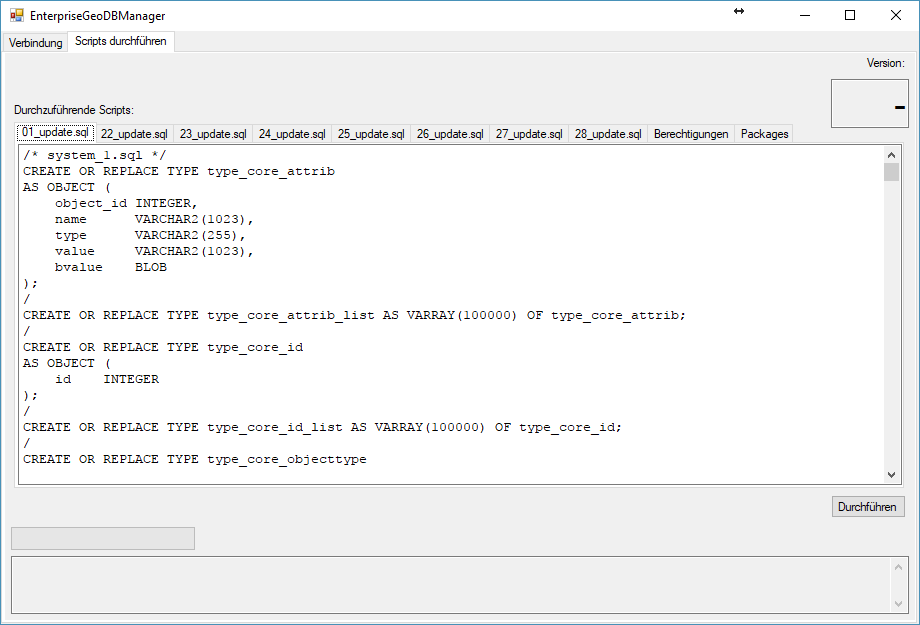 EnterpriseGeoDBManager
Verbindung Scripts durchführen
Version:
-
Durchzuführende Scripts:
01_update.sql 22_update.sql 23_update.sql 24_update.sql 25_update.sql 26_update.sql 27_update.sql 28_update.sql Berechtigungen Packages
/* system_1.sql */
CREATE OR REPLACE TYPE type_core_attrib
AS OBJECT (
    object_id INTEGER,
    name      VARCHAR2(1023),
    type      VARCHAR2(255),
    value     VARCHAR2(1023),
    bvalue    BLOB
);
/
CREATE OR REPLACE TYPE type_core_attrib_list AS VARRAY(100000) OF type_core_attrib;
/
CREATE OR REPLACE TYPE type_core_id
AS OBJECT (
    id    INTEGER
);
/
CREATE OR REPLACE TYPE type_core_id_list AS VARRAY(100000) OF type_core_id;
/
CREATE OR REPLACE TYPE type_core_objecttype
Durchführen